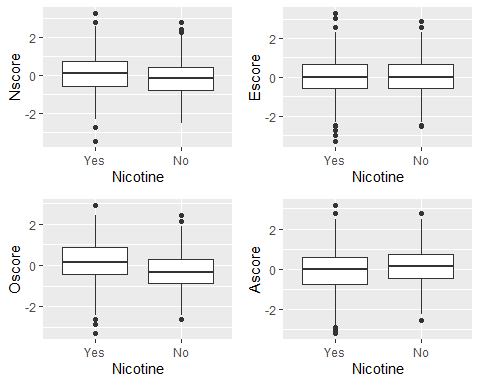 Nscore
2
0
-2
Yes No
Nicotine
Escore
2
0
-2
Yes No
Nicotine
Oscore
2
0
-2
Yes No
Nicotine
Ascore
2
0
-2
Yes No
Nicotine